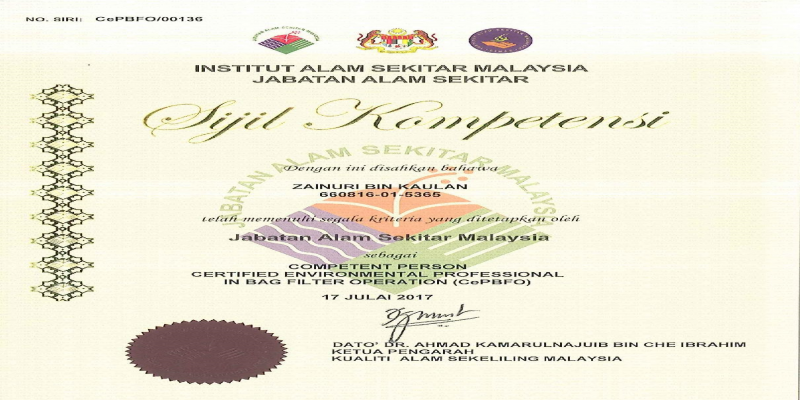 NO. SIRI: CePBFO/00136
INSTITUT ALAM SEKITAR MALAYSIA
JABATAN ALAM SEKITAR
Sijil Kompetensi
JABATAN ALAM SEKITAR MALAYSIA
Dengan ini disahkan bahawa
ZAINURI BIN KAULAN
660816-01-5365
telah memenuhi segala kriteria yang ditetapkan oleh
Jabatan Alam Sekitar Malaysia
sebagai
COMPETENT PERSON
CERTIFIED ENVIRONMENTAL PROFESSIONAL
IN BAG FILTER OPERATION (CePBFO)
17 JULAI 2017
DATO' DR. AHMAD KAMARULNAJUIB BIN CHE IBRAHIM
KETUA PENGARAH
KUALITI ALAM SEKELILING MALAYSIA